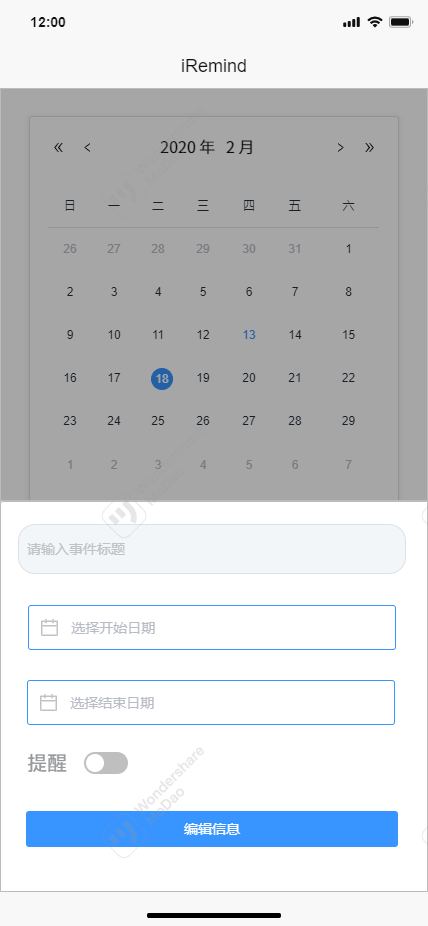 12:00
iRemind
« < 2020 年 2 月 > »
日 一 二 三 四 五 六
26 27 28 29 30 31 1
2 3 4 5 6 7 8
9 10 11 12 13 14 15
16 17 18 19 20 21 22
23 24 25 26 27 28 29
1 2 3 4 5 6 7
请输入事件标题
选择开始日期
选择结束日期
提醒
Wondershare
MoDao
编辑信息